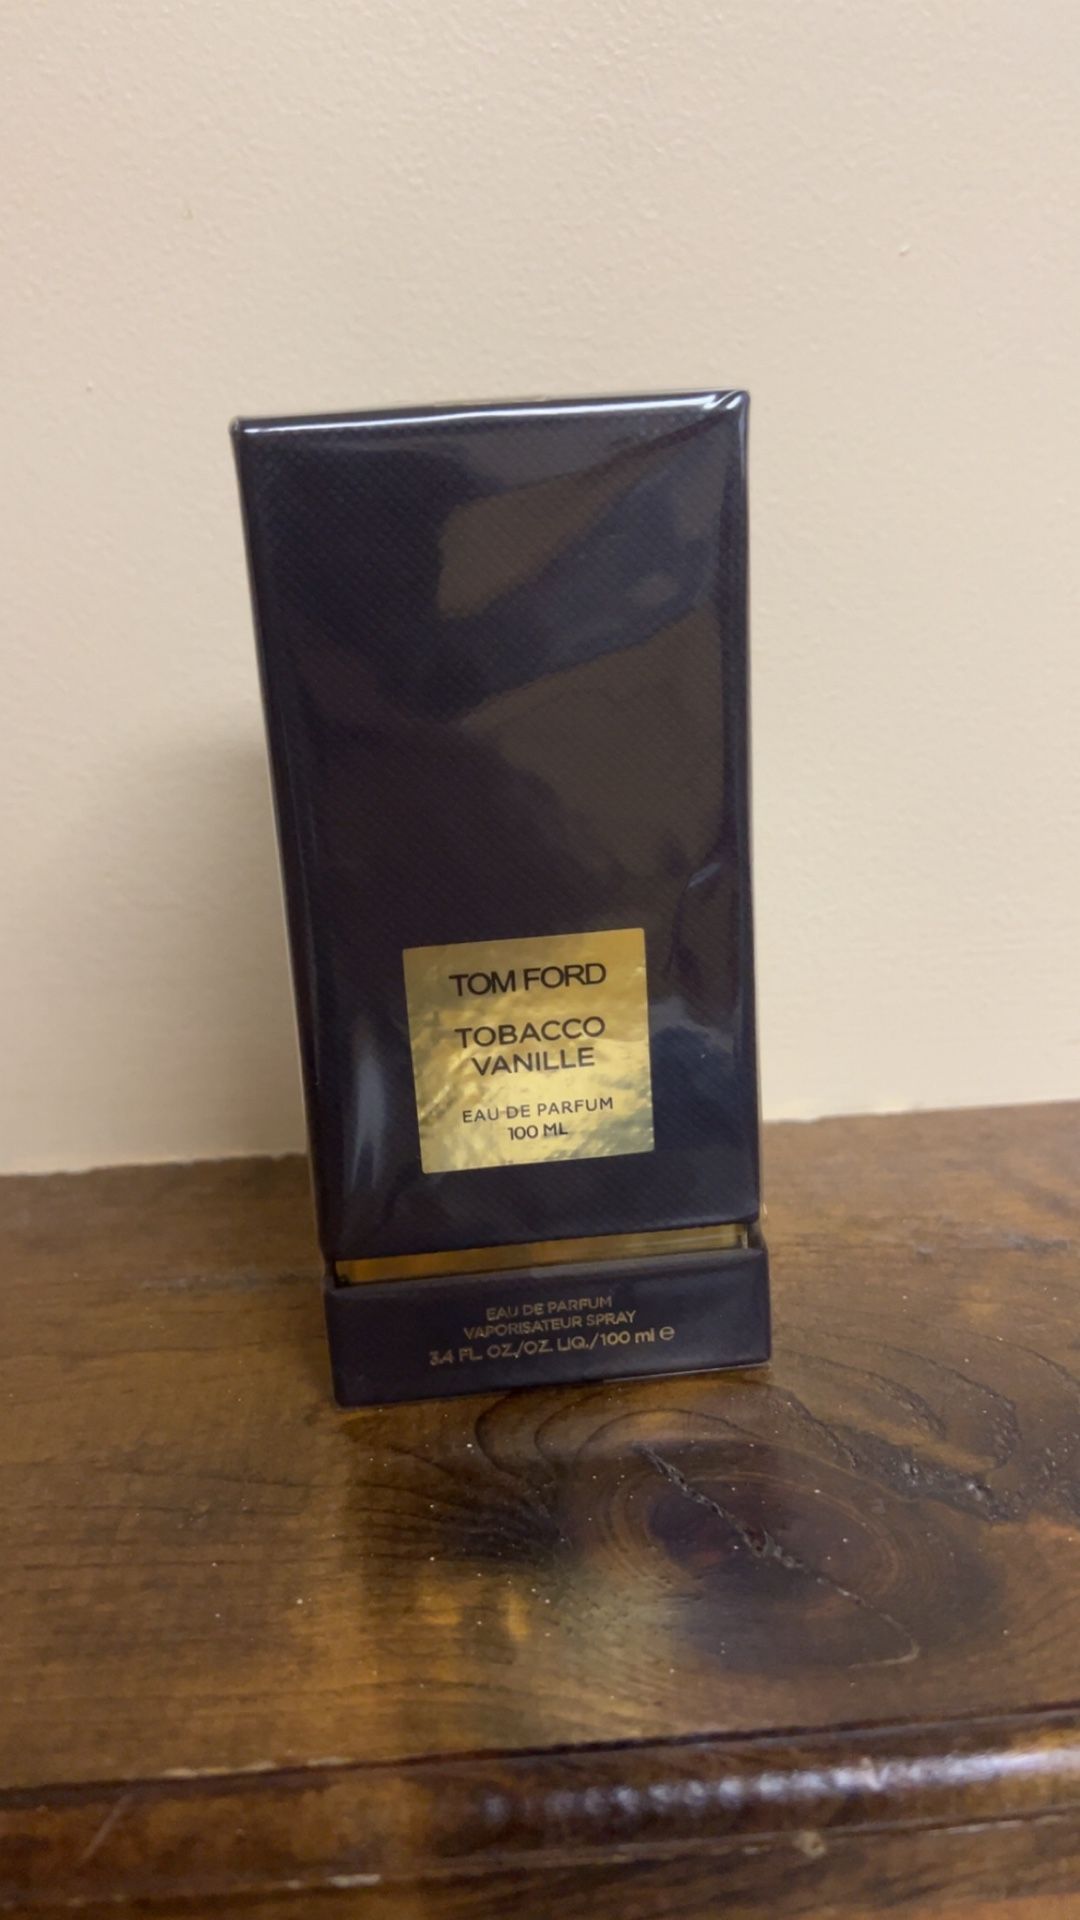 TOM FORD
TOBACCO
VANILLE
EAU DE PARFUM
100 ML
EAU DE PARFUM
VAPORISATEUR SPRAY
3.4 FL. OZ./OZ. LIQ./100 ml ℮